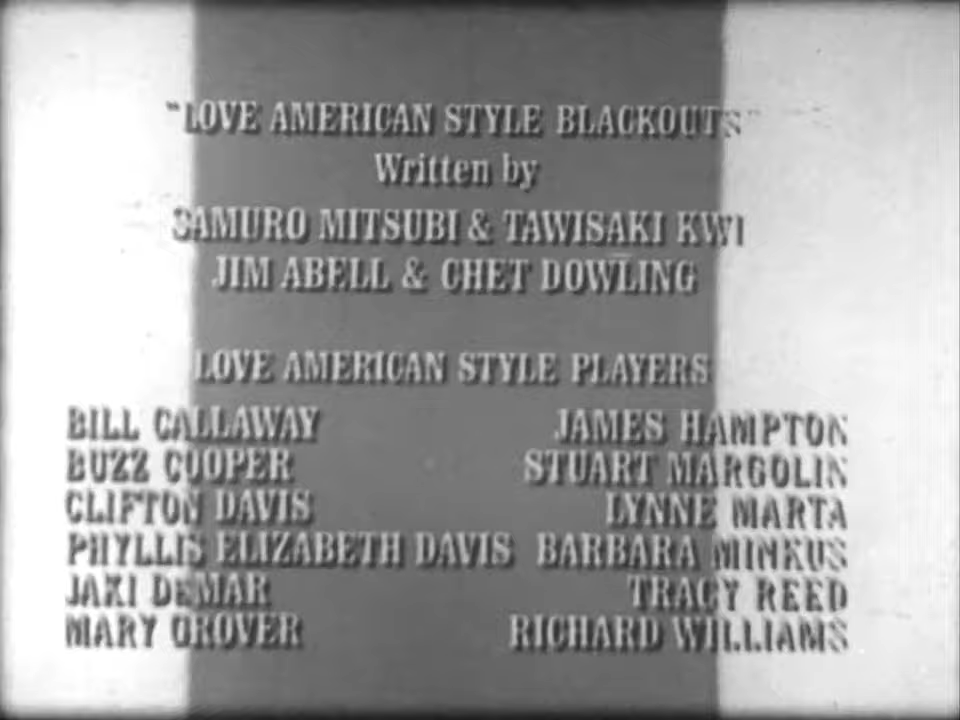 "LOVE AMERICAN STYLE BLACKOUTS"
Written by
SAMURO MITSUBI & TAWISAKI KWI
JIM ABELL & CHET DOWLING
LOVE AMERICAN STYLE PLAYERS
BILL CALLAWAY JAMES HAMPTON
BUZZ COOPER STUART MARGOLIN
CLIFTON DAVIS LYNNE MARTA
PHYLLIS ELIZABETH DAVIS BARBARA MINKUS
JAKI DEMAR TRACY REED
MARY GROVER RICHARD WILLIAMS